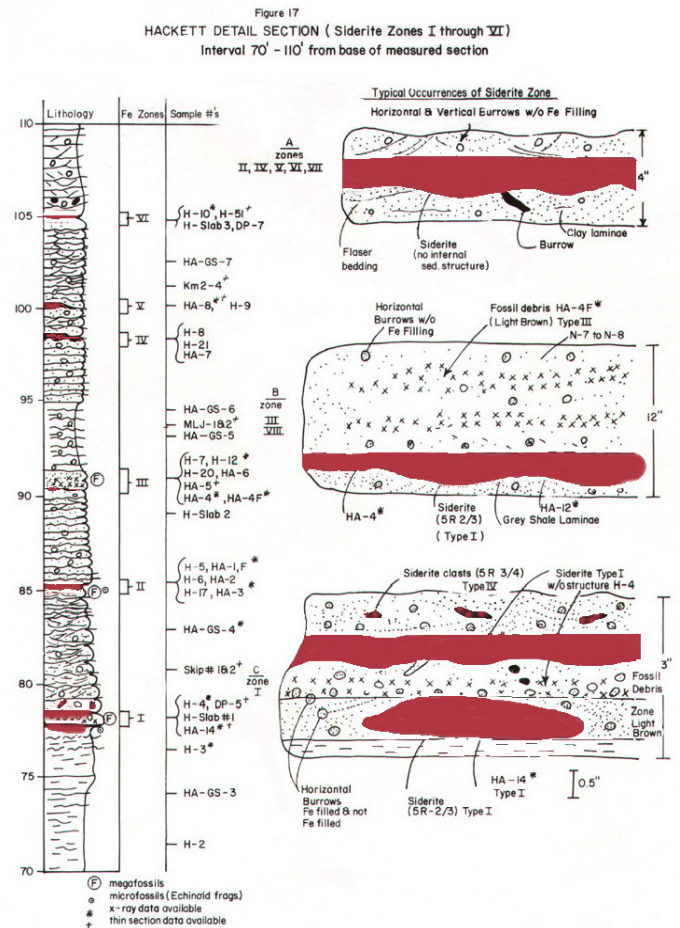 Figure 17
HACKETT DETAIL SECTION ( Siderite Zones I through VI)
Interval 70' - 110' from base of measured section
Lithology Fe Zones Sample #'s
110
105
100
95
90
85
80
75
70
VI
V
IV
III
II
I
H-10*, H-51+
H-Slab 3, DP-7
HA-GS-7
Km2-4+
HA-8,*+ H-9
H-8
H-21
HA-7
HA-GS-6
MLJ-1&2+
HA-GS-5
H-7, H-12 *
H-20, HA-6
HA-5+
HA-4*, HA-4F*
H-Slab 2
H-5, HA-1, F *
H-6, HA-2
H-17, HA-3 *
HA-GS-4*
Skip # 1&2+
H-4,* DP-5+
H-Slab #1
HA-14*+
H-3*
HA-GS-3
H-2
F
F
F
F megafossils
microfossils (Echinoid frags.)
* x-ray data available
+ thin section data available
Typical Occurrences of Siderite Zone
Horizontal & Vertical Burrows w/o Fe Filling
A
zones
II, IV, V, VI, VII
4"
Flaser
bedding
Siderite
(no internal
sed. structure)
Burrow
Clay laminae
Horizontal
Burrows w/o
Fe Filling
Fossil debris HA-4F*
(Light Brown) Type III
N-7 to N-8
B
zone
III
VIII
12"
HA-4*
Siderite
(5R 2/3)
(Type I)
HA-12*
Grey Shale Laminae
Siderite clasts (5R 3/4)
Type IV
Siderite Type I
w/o structure H-4
C
zone
I
3"
Fossil
Debris
Zone
Light
Brown
Horizontal
Burrows
Fe filled & not
Fe filled
Siderite
(5R-2/3) Type I
HA-14*
Type I
0.5"